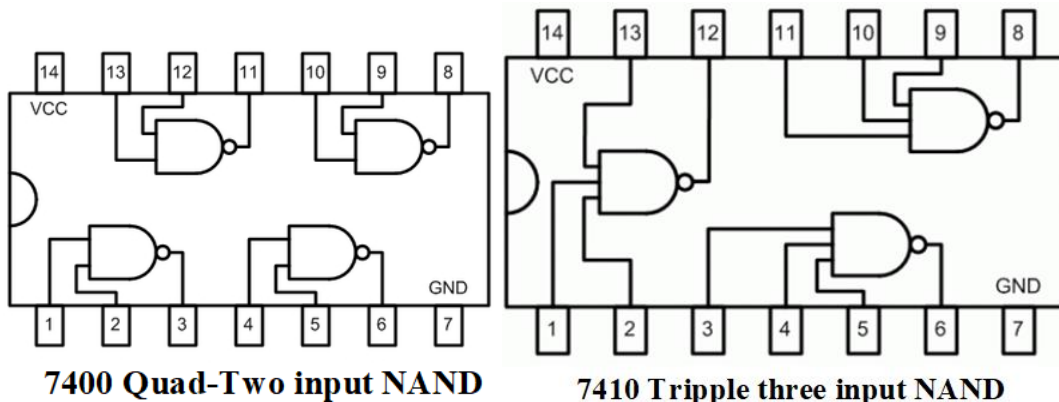 14 13 12 11 10 9 8
VCC
GND
1 2 3 4 5 6 7
7400 Quad-Two input NAND
14 13 12 11 10 9 8
VCC
GND
1 2 3 4 5 6 7
7410 Tripple three input NAND